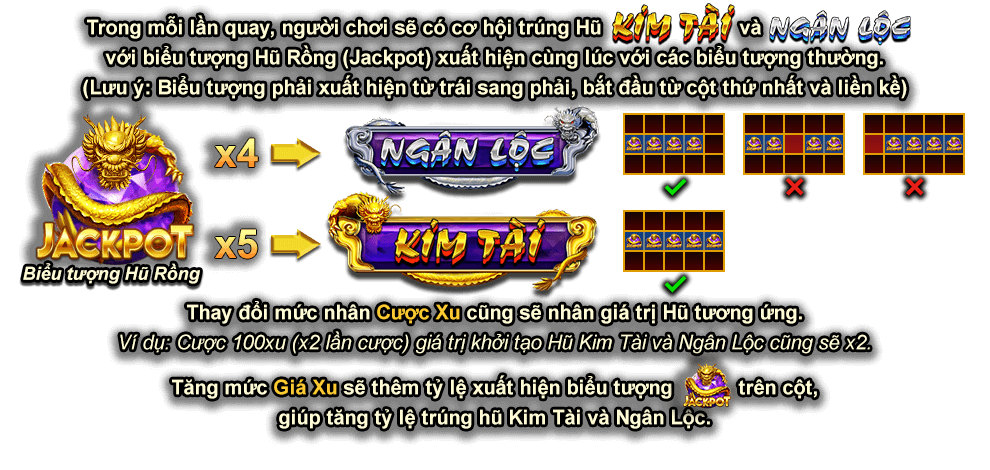 Trong mỗi lần quay, người chơi sẽ có cơ hội trúng Hũ KIM TÀI và NGÂN LỘC
với biểu tượng Hũ Rồng (Jackpot) xuất hiện cùng lúc với các biểu tượng thường.
(Lưu ý: Biểu tượng phải xuất hiện từ trái sang phải, bắt đầu từ cột thứ nhất và liền kề)
x4 NGÂN LỘC
JACKPOT
x5 KIM TÀI
Biểu tượng Hũ Rồng
Thay đổi mức nhân Cược Xu cũng sẽ nhân giá trị Hũ tương ứng.
Ví dụ: Cược 100xu (x2 lần cược) giá trị khởi tạo Hũ Kim Tài và Ngân Lộc cũng sẽ x2.
Tăng mức Giá Xu sẽ thêm tỷ lệ xuất hiện biểu tượng JACKPOT trên cột,
giúp tăng tỷ lệ trúng hũ Kim Tài và Ngân Lộc.